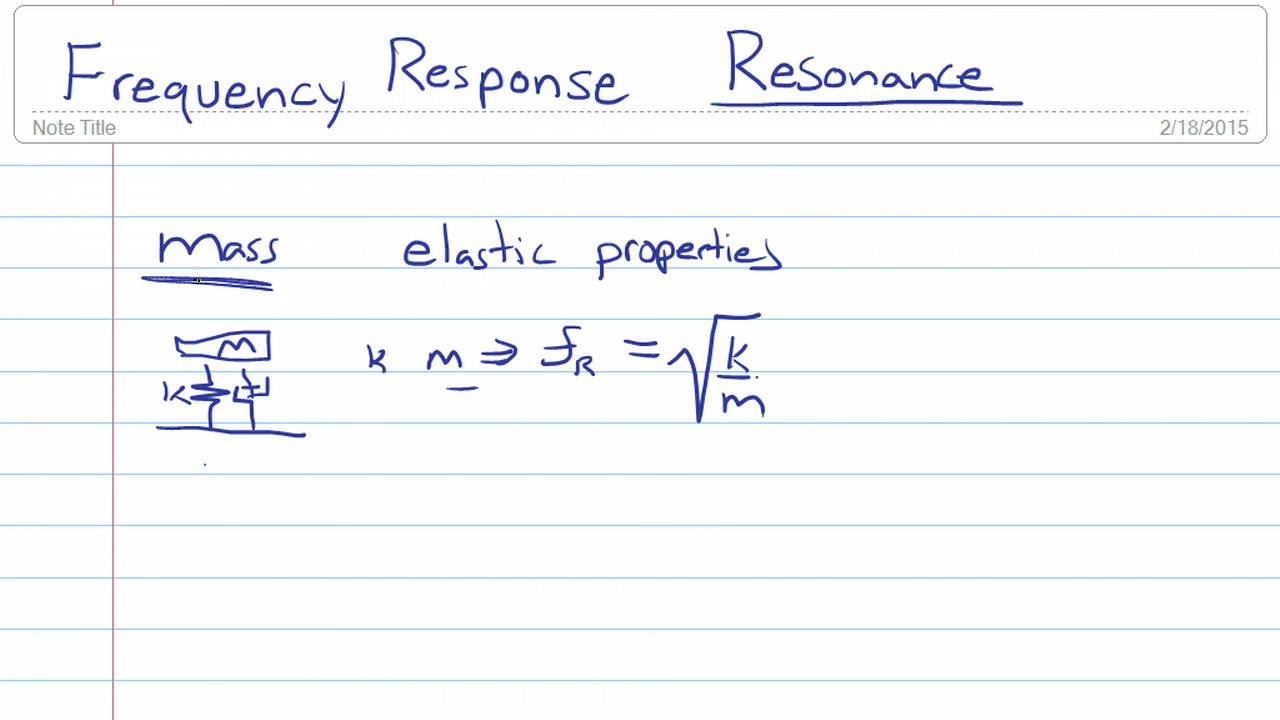 Frequency Response Resonance
Note Title 2/18/2015
mass elastic properties
m
k
k m ⇒ f_R = √(k/m)